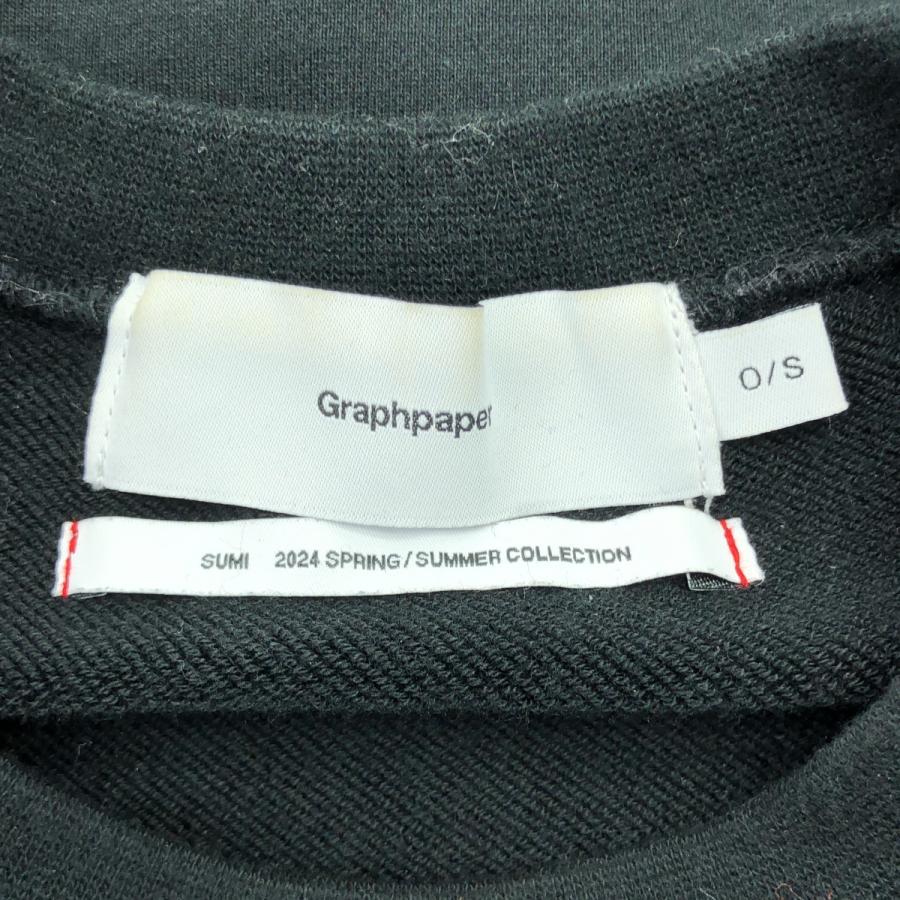 Graphpaper
O/S
SUMI 2024 SPRING/SUMMER COLLECTION